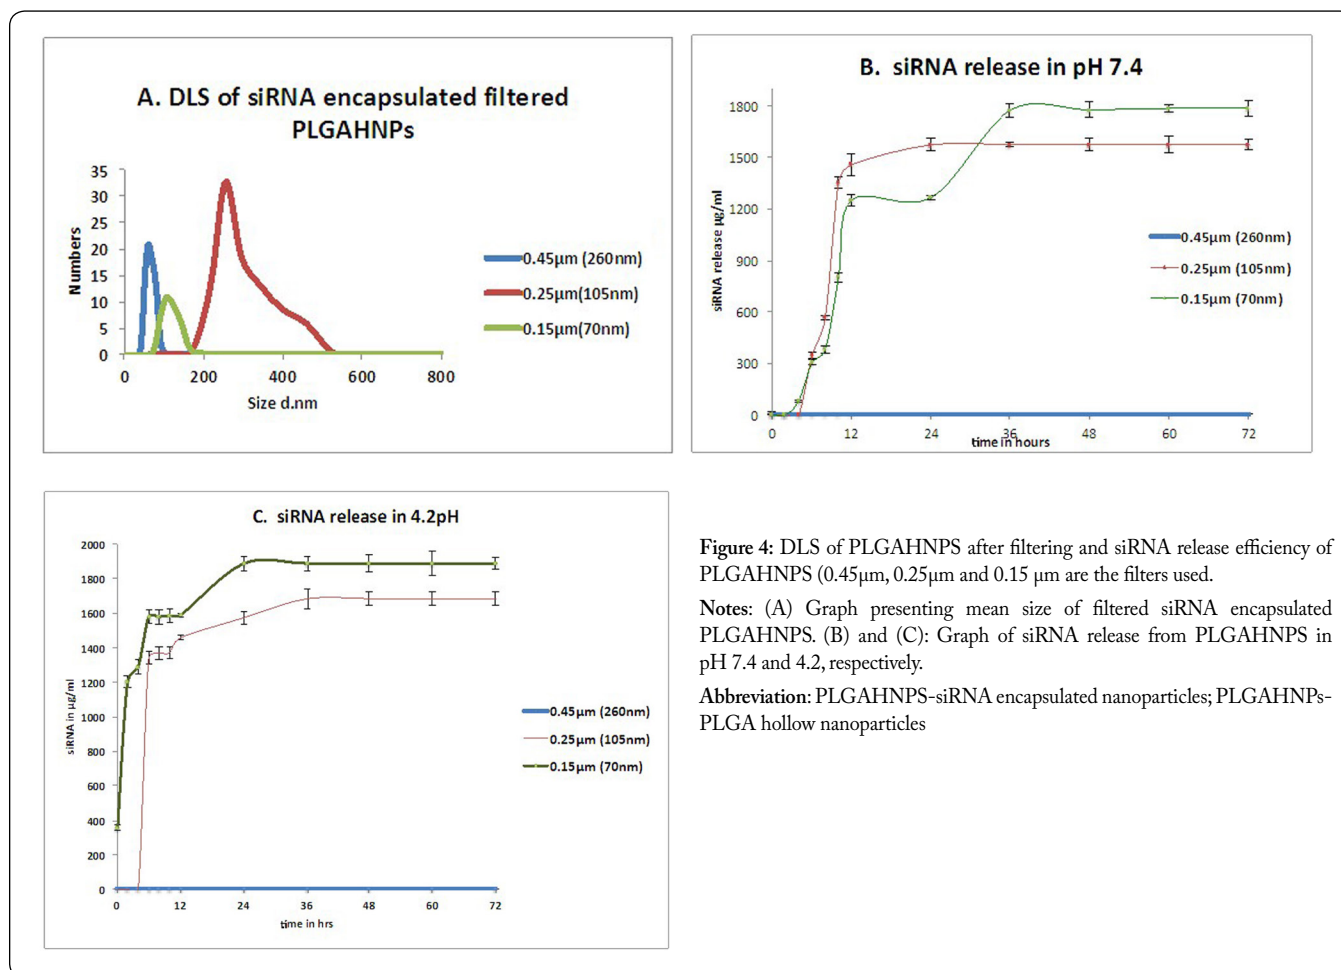 A. DLS of siRNA encapsulated filtered
PLGAHNPs
35
30
25
20
15
10
5
0
Numbers
0 200 400 600 800
Size d.nm
0.45µm (260nm)
0.25µm(105nm)
0.15µm(70nm)
B. siRNA release in pH 7.4
1800
1500
1200
900
600
300
0
siRNA release µg/ml
0 12 24 36 48 60 72
time in hours
0.45µm (260nm)
0.25µm (105nm)
0.15µm (70nm)
C. siRNA release in 4.2pH
2000
1800
1600
1400
1200
1000
800
600
400
200
0
siRNA in µg/ml
0 12 24 36 48 60 72
time in hrs
0.45µm (260nm)
0.25µm (105nm)
0.15µm (70nm)
Figure 4: DLS of PLGAHNPS after filtering and siRNA release efficiency of
PLGAHNPS (0.45µm, 0.25µm and 0.15 µm are the filters used.
Notes: (A) Graph presenting mean size of filtered siRNA encapsulated
PLGAHNPS. (B) and (C): Graph of siRNA release from PLGAHNPS in
pH 7.4 and 4.2, respectively.
Abbreviation: PLGAHNPS-siRNA encapsulated nanoparticles; PLGAHNPs-
PLGA hollow nanoparticles